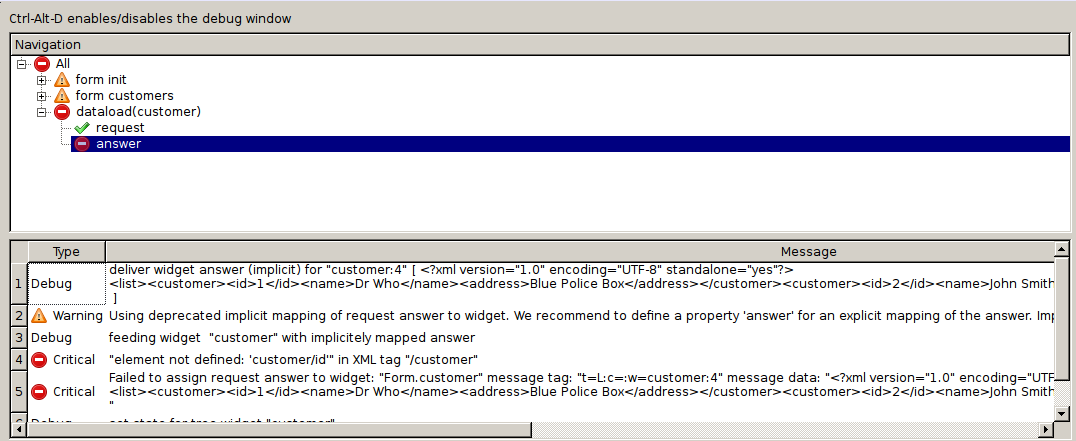 Ctrl-Alt-D enables/disables the debug window
Navigation
All
form init
form customers
dataload(customer)
request
answer
Type Message
1 Debug deliver widget answer (implicit) for "customer:4" [ <?xml version="1.0" encoding="UTF-8" standalone="yes"?>
<list><customer><id>1</id><name>Dr Who</name><address>Blue Police Box</address></customer><customer><id>2</id><name>John Smith
]
2 Warning Using deprecated implicit mapping of request answer to widget. We recommend to define a property 'answer' for an explicit mapping of the answer. Imp
3 Debug feeding widget "customer" with implicitely mapped answer
4 Critical "element not defined: 'customer/id'" in XML tag "/customer"
5 Critical Failed to assign request answer to widget: "Form.customer" message tag: "t=L:c=:w=customer:4" message data: "<?xml version="1.0" encoding="UTF
<list><customer><id>1</id><name>Dr Who</name><address>Blue Police Box</address></customer><customer><id>2</id><name>John Smith
"